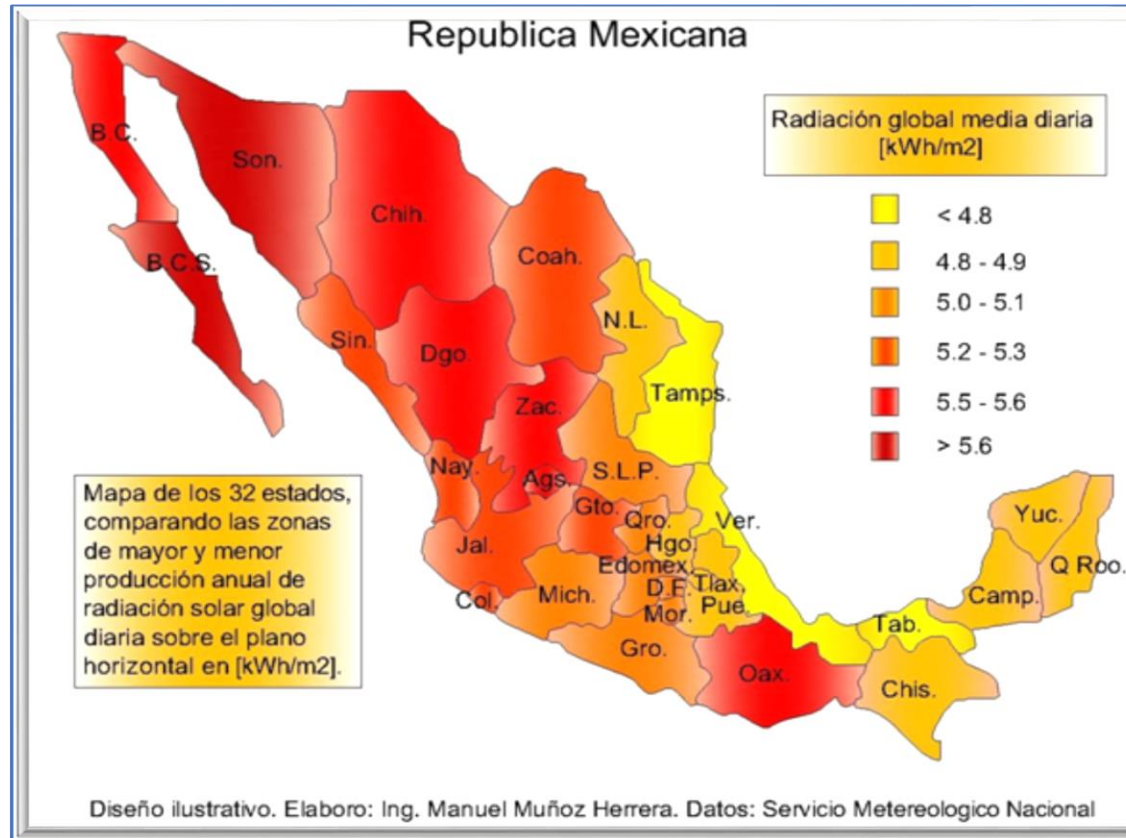 Republica Mexicana
Radiación global media diaria
[kWh/m2]
< 4.8
4.8 - 4.9
5.0 - 5.1
5.2 - 5.3
5.5 - 5.6
> 5.6
B.C.
Son.
Chih.
B.C.S.
Coah.
Sin.
Dgo.
N.L.
Zac.
Tamps.
Nay.
Ags.
S.L.P.
Gto.
Qro.
Ver.
Jal.
Hgo.
Edomex.
Col.
Mich.
D.F.
Tlax.
Mor.
Pue.
Gro.
Oax.
Tab.
Chis.
Yuc.
Q Roo.
Camp.
Mapa de los 32 estados,
comparando las zonas
de mayor y menor
producción anual de
radiación solar global
diaria sobre el plano
horizontal en [kWh/m2].
Diseño ilustrativo. Elaboro: Ing. Manuel Muñoz Herrera. Datos: Servicio Metereologico Nacional